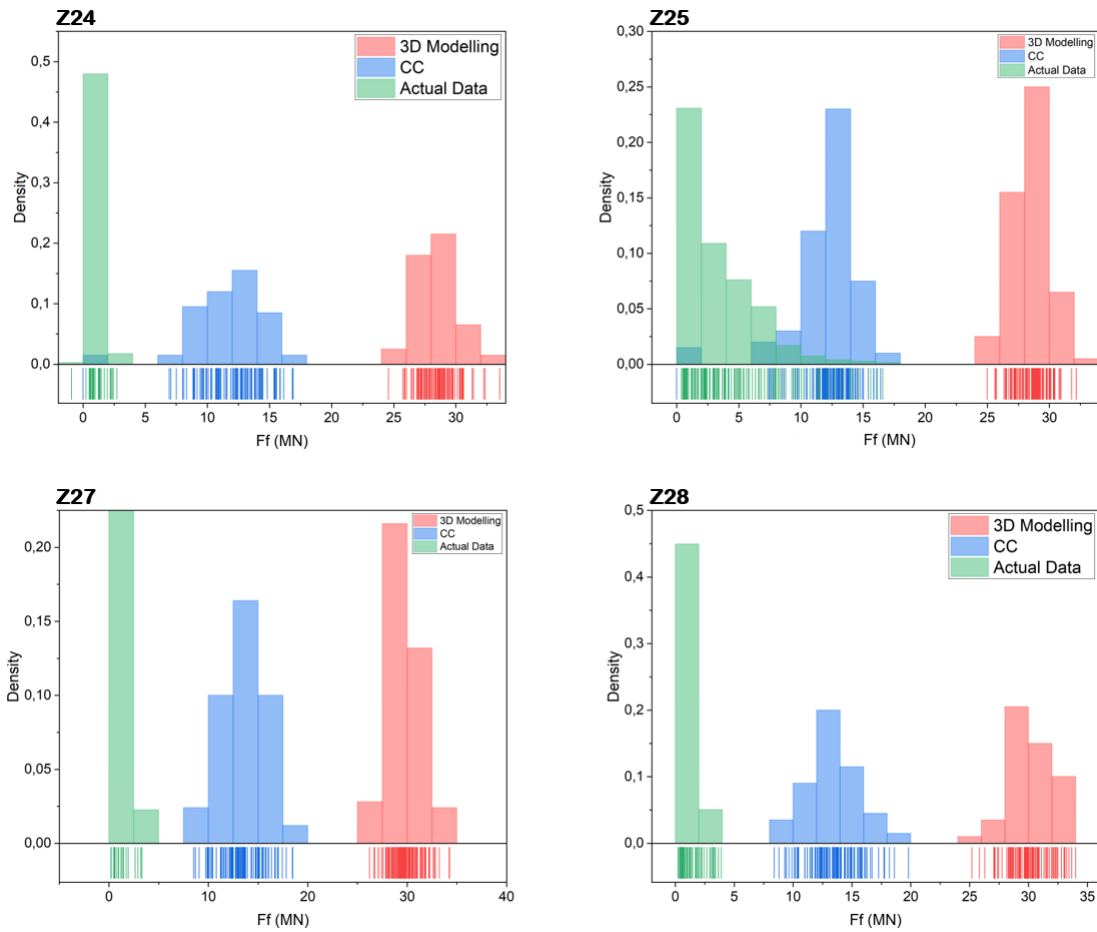 Z24
3D Modelling
CC
Actual Data
0,5
0,4
0,3
0,2
0,1
0,0
Density
0 5 10 15 20 25 30
Ff (MN)
Z25
3D Modelling
CC
Actual Data
0,30
0,25
0,20
0,15
0,10
0,05
0,00
Density
0 5 10 15 20 25 30
Ff (MN)
Z27
3D Modelling
CC
Actual Data
0,20
0,15
0,10
0,05
0,00
Density
0 10 20 30 40
Ff (MN)
Z28
3D Modelling
CC
Actual Data
0,5
0,4
0,3
0,2
0,1
0,0
Density
0 5 10 15 20 25 30 35
Ff (MN)